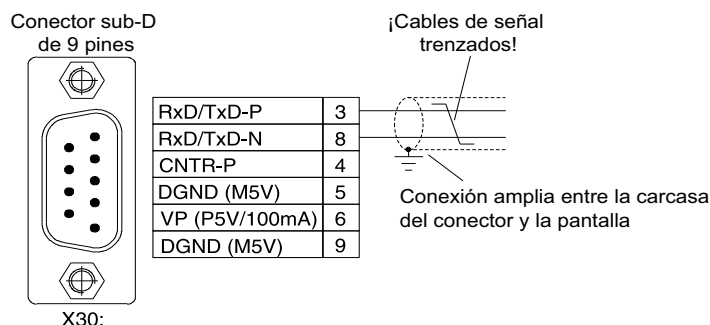 Conector sub-D
de 9 pines
¡Cables de señal
trenzados!
RxD/TxD-P 3
RxD/TxD-N 8
CNTR-P 4
DGND (M5V) 5
VP (P5V/100mA) 6
DGND (M5V) 9
Conexión amplia entre la carcasa
del conector y la pantalla
X30: